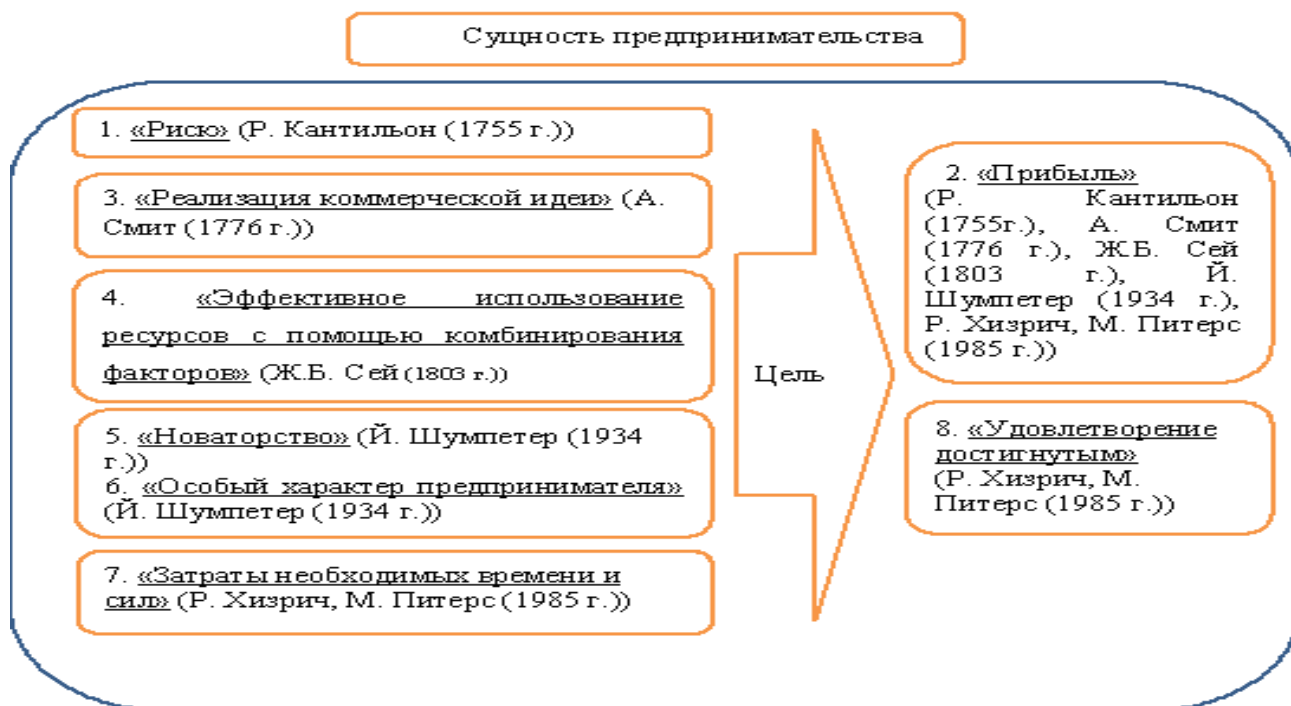 Сущность предпринимательства
1. «Риск» (Р. Кантильон (1755 г.))
3. «Реализация коммерческой идеи» (А.
Смит (1776 г.))
4. «Эффективное использование
ресурсов с помощью комбинирования
факторов» (Ж.Б. Сей (1803 г.))
5. «Новаторство» (Й. Шумпетер (1934
г.))
6. «Особый характер предпринимателя»
(Й. Шумпетер (1934 г.))
7. «Затраты необходимых времени и
сил» (Р. Хизрич, М. Питерс (1985 г.))
Цель
2. «Прибыль»
(Р. Кантильон
(1755г.), А. Смит
(1776 г.), Ж.Б. Сей
(1803 г.), Й.
Шумпетер (1934 г.),
Р. Хизрич, М. Питерс
(1985 г.))
8. «Удовлетворение
достигнутым»
(Р. Хизрич, М.
Питерс (1985 г.))